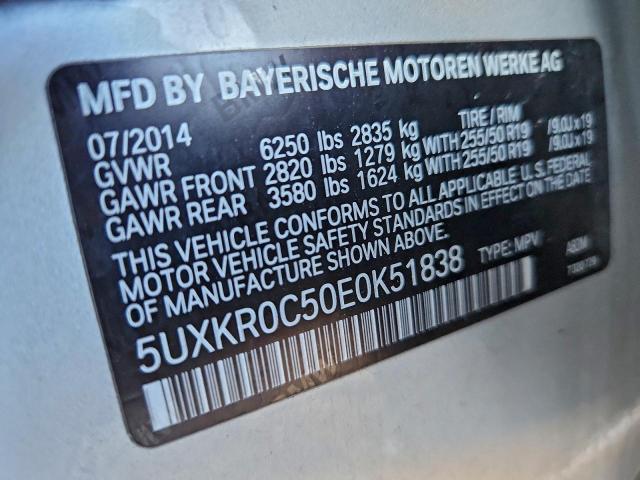 MFD BY BAYERISCHE MOTOREN WERKE AG
07/2014 TIRE / RIM
GVWR 6250 lbs 2835 kg
GAWR FRONT 2820 lbs 1279 kg WITH 255/50 R19 / 9.0J x 19
GAWR REAR 3580 lbs 1624 kg WITH 255/50 R19 / 9.0J x 19
THIS VEHICLE CONFORMS TO ALL APPLICABLE U.S. FEDERAL
MOTOR VEHICLE SAFETY STANDARDS IN EFFECT ON THE DATE
OF MANUFACTURE SHOWN ABOVE.
5UXKR0C50E0K51838 TYPE: MPV